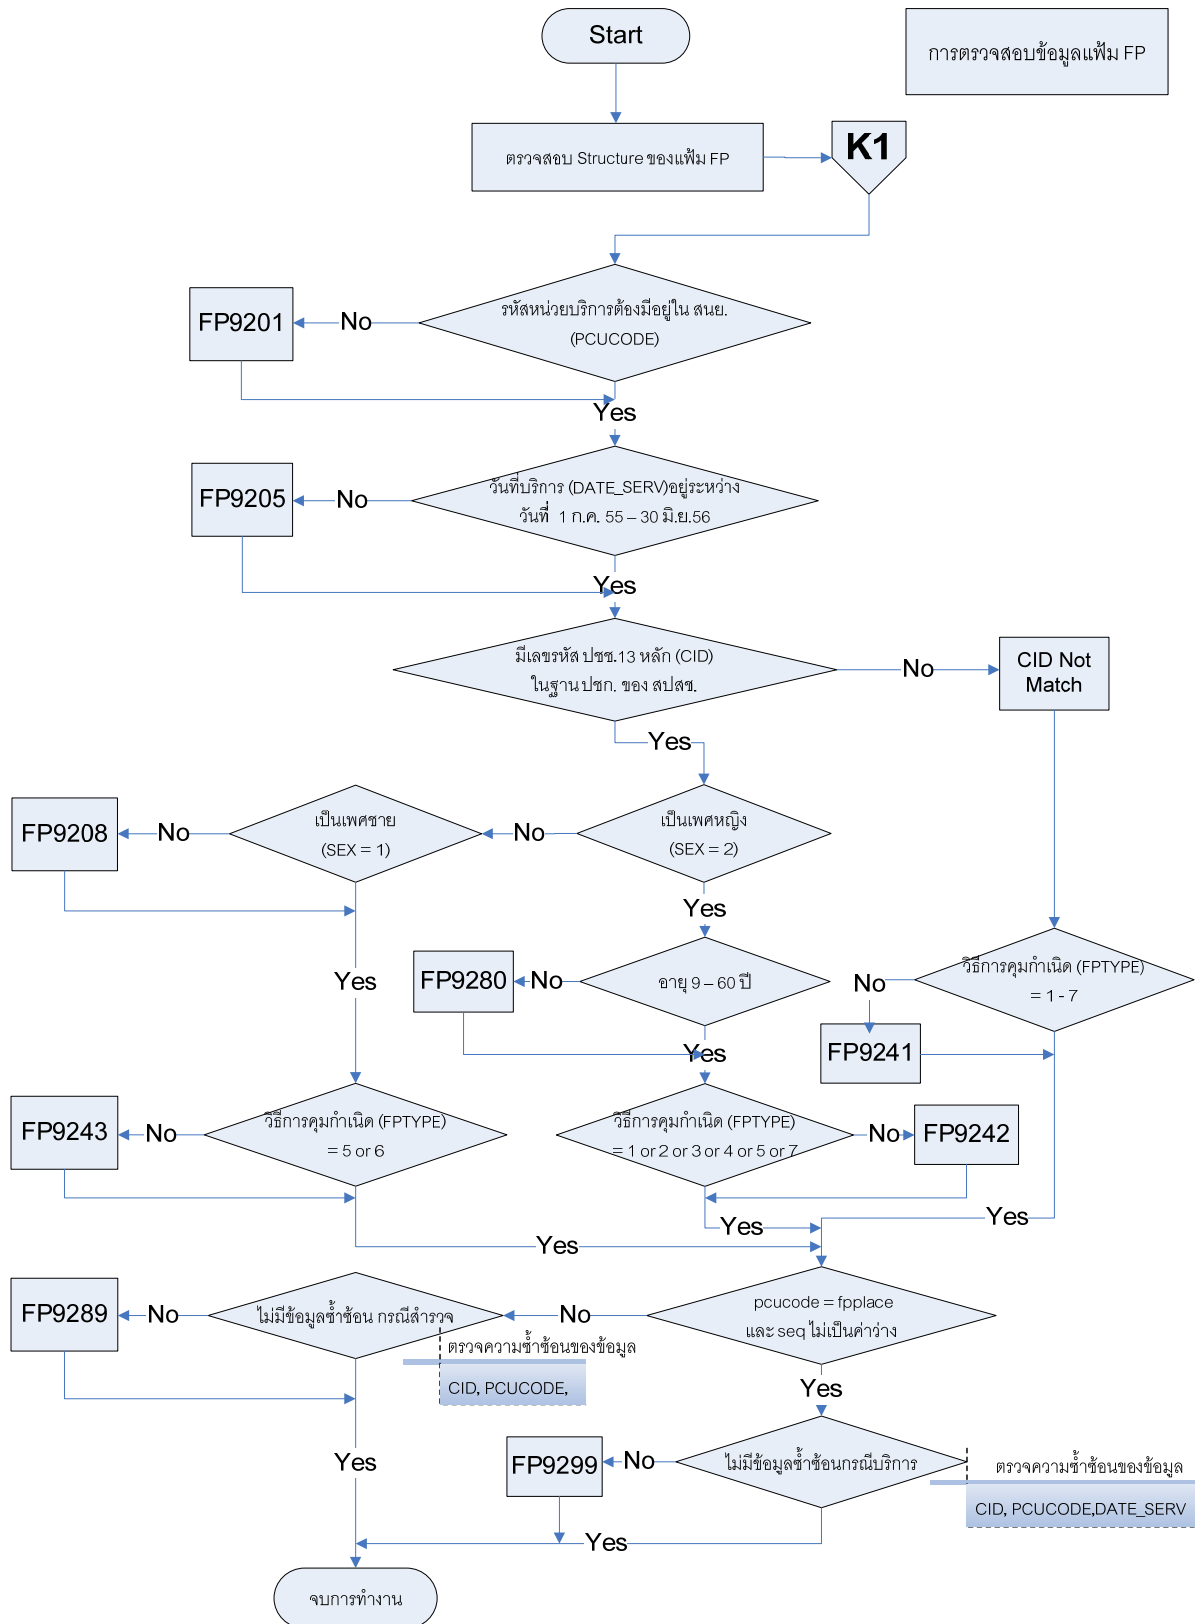 Start
การตรวจสอบข้อมูลแฟ้ม FP
ตรวจสอบ Structure ของแฟ้ม FP
K1
รหัสหน่วยบริการต้องมีอยู่ใน สนย.
(PCUCODE)
No
FP9201
Yes
วันที่บริการ (DATE_SERV)อยู่ระหว่าง
วันที่ 1 ก.ค. 55 – 30 มิ.ย.56
No
FP9205
Yes
มีเลขรหัส ปชช.13 หลัก (CID)
ในฐาน ปชก. ของ สปสช.
No
CID Not
Match
Yes
เป็นเพศหญิง
(SEX = 2)
No
เป็นเพศชาย
(SEX = 1)
No
FP9208
Yes
อายุ 9 – 60 ปี
No
FP9280
Yes
Yes
วิธีการคุมกำเนิด (FPTYPE)
= 1 - 7
No
FP9241
Yes
วิธีการคุมกำเนิด (FPTYPE)
= 5 or 6
No
FP9243
วิธีการคุมกำเนิด (FPTYPE)
= 1 or 2 or 3 or 4 or 5 or 7
No
FP9242
Yes
Yes
pcucode = fpplace
และ seq ไม่เป็นค่าว่าง
No
ไม่มีข้อมูลซ้ำซ้อน กรณีสำรวจ
No
FP9289
ตรวจความซ้ำซ้อนของข้อมูล
CID, PCUCODE,
Yes
Yes
ไม่มีข้อมูลซ้ำซ้อนกรณีบริการ
No
FP9299
ตรวจความซ้ำซ้อนของข้อมูล
CID, PCUCODE,DATE_SERV
Yes
จบการทำงาน